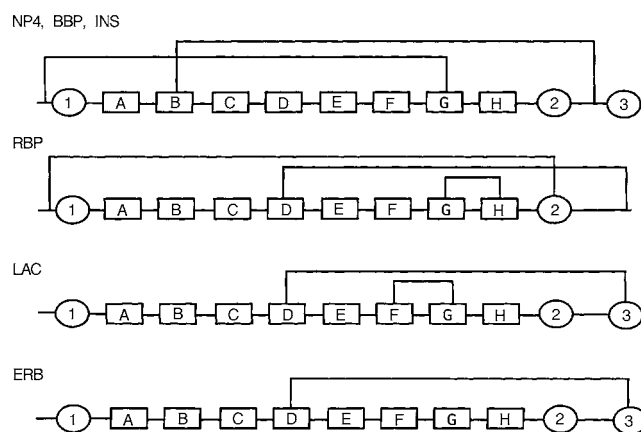 NP4, BBP, INS
1 A B C D E F G H 2 3
RBP
1 A B C D E F G H 2
LAC
1 A B C D E F G H 2 3
ERB
1 A B C D E F G H 2 3